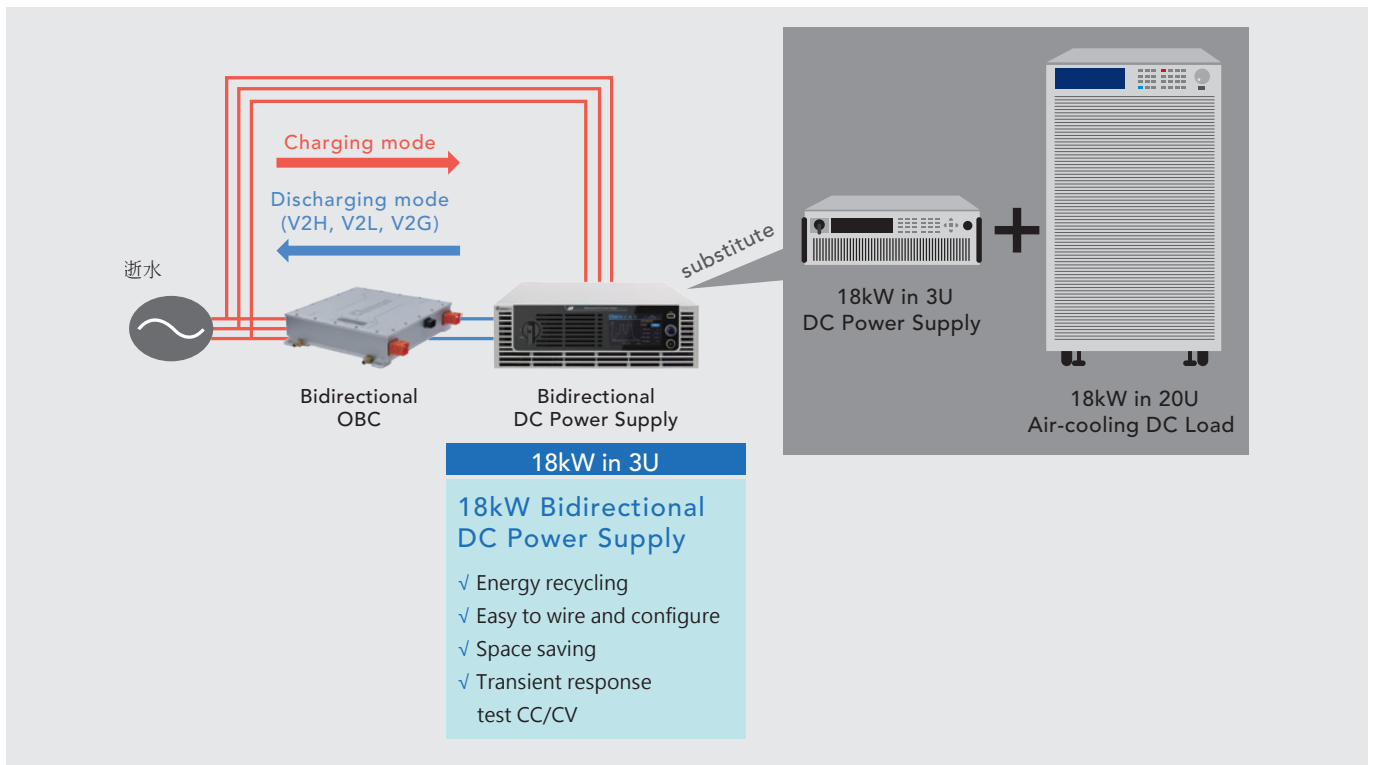 Charging mode
Discharging mode
(V2H, V2L, V2G)
逝水
substitute
18kW in 3U
DC Power Supply
18kW in 20U
Air-cooling DC Load
Bidirectional
OBC
Bidirectional
DC Power Supply
18kW in 3U
18kW Bidirectional
DC Power Supply
√ Energy recycling
√ Easy to wire and configure
√ Space saving
√ Transient response
test CC/CV